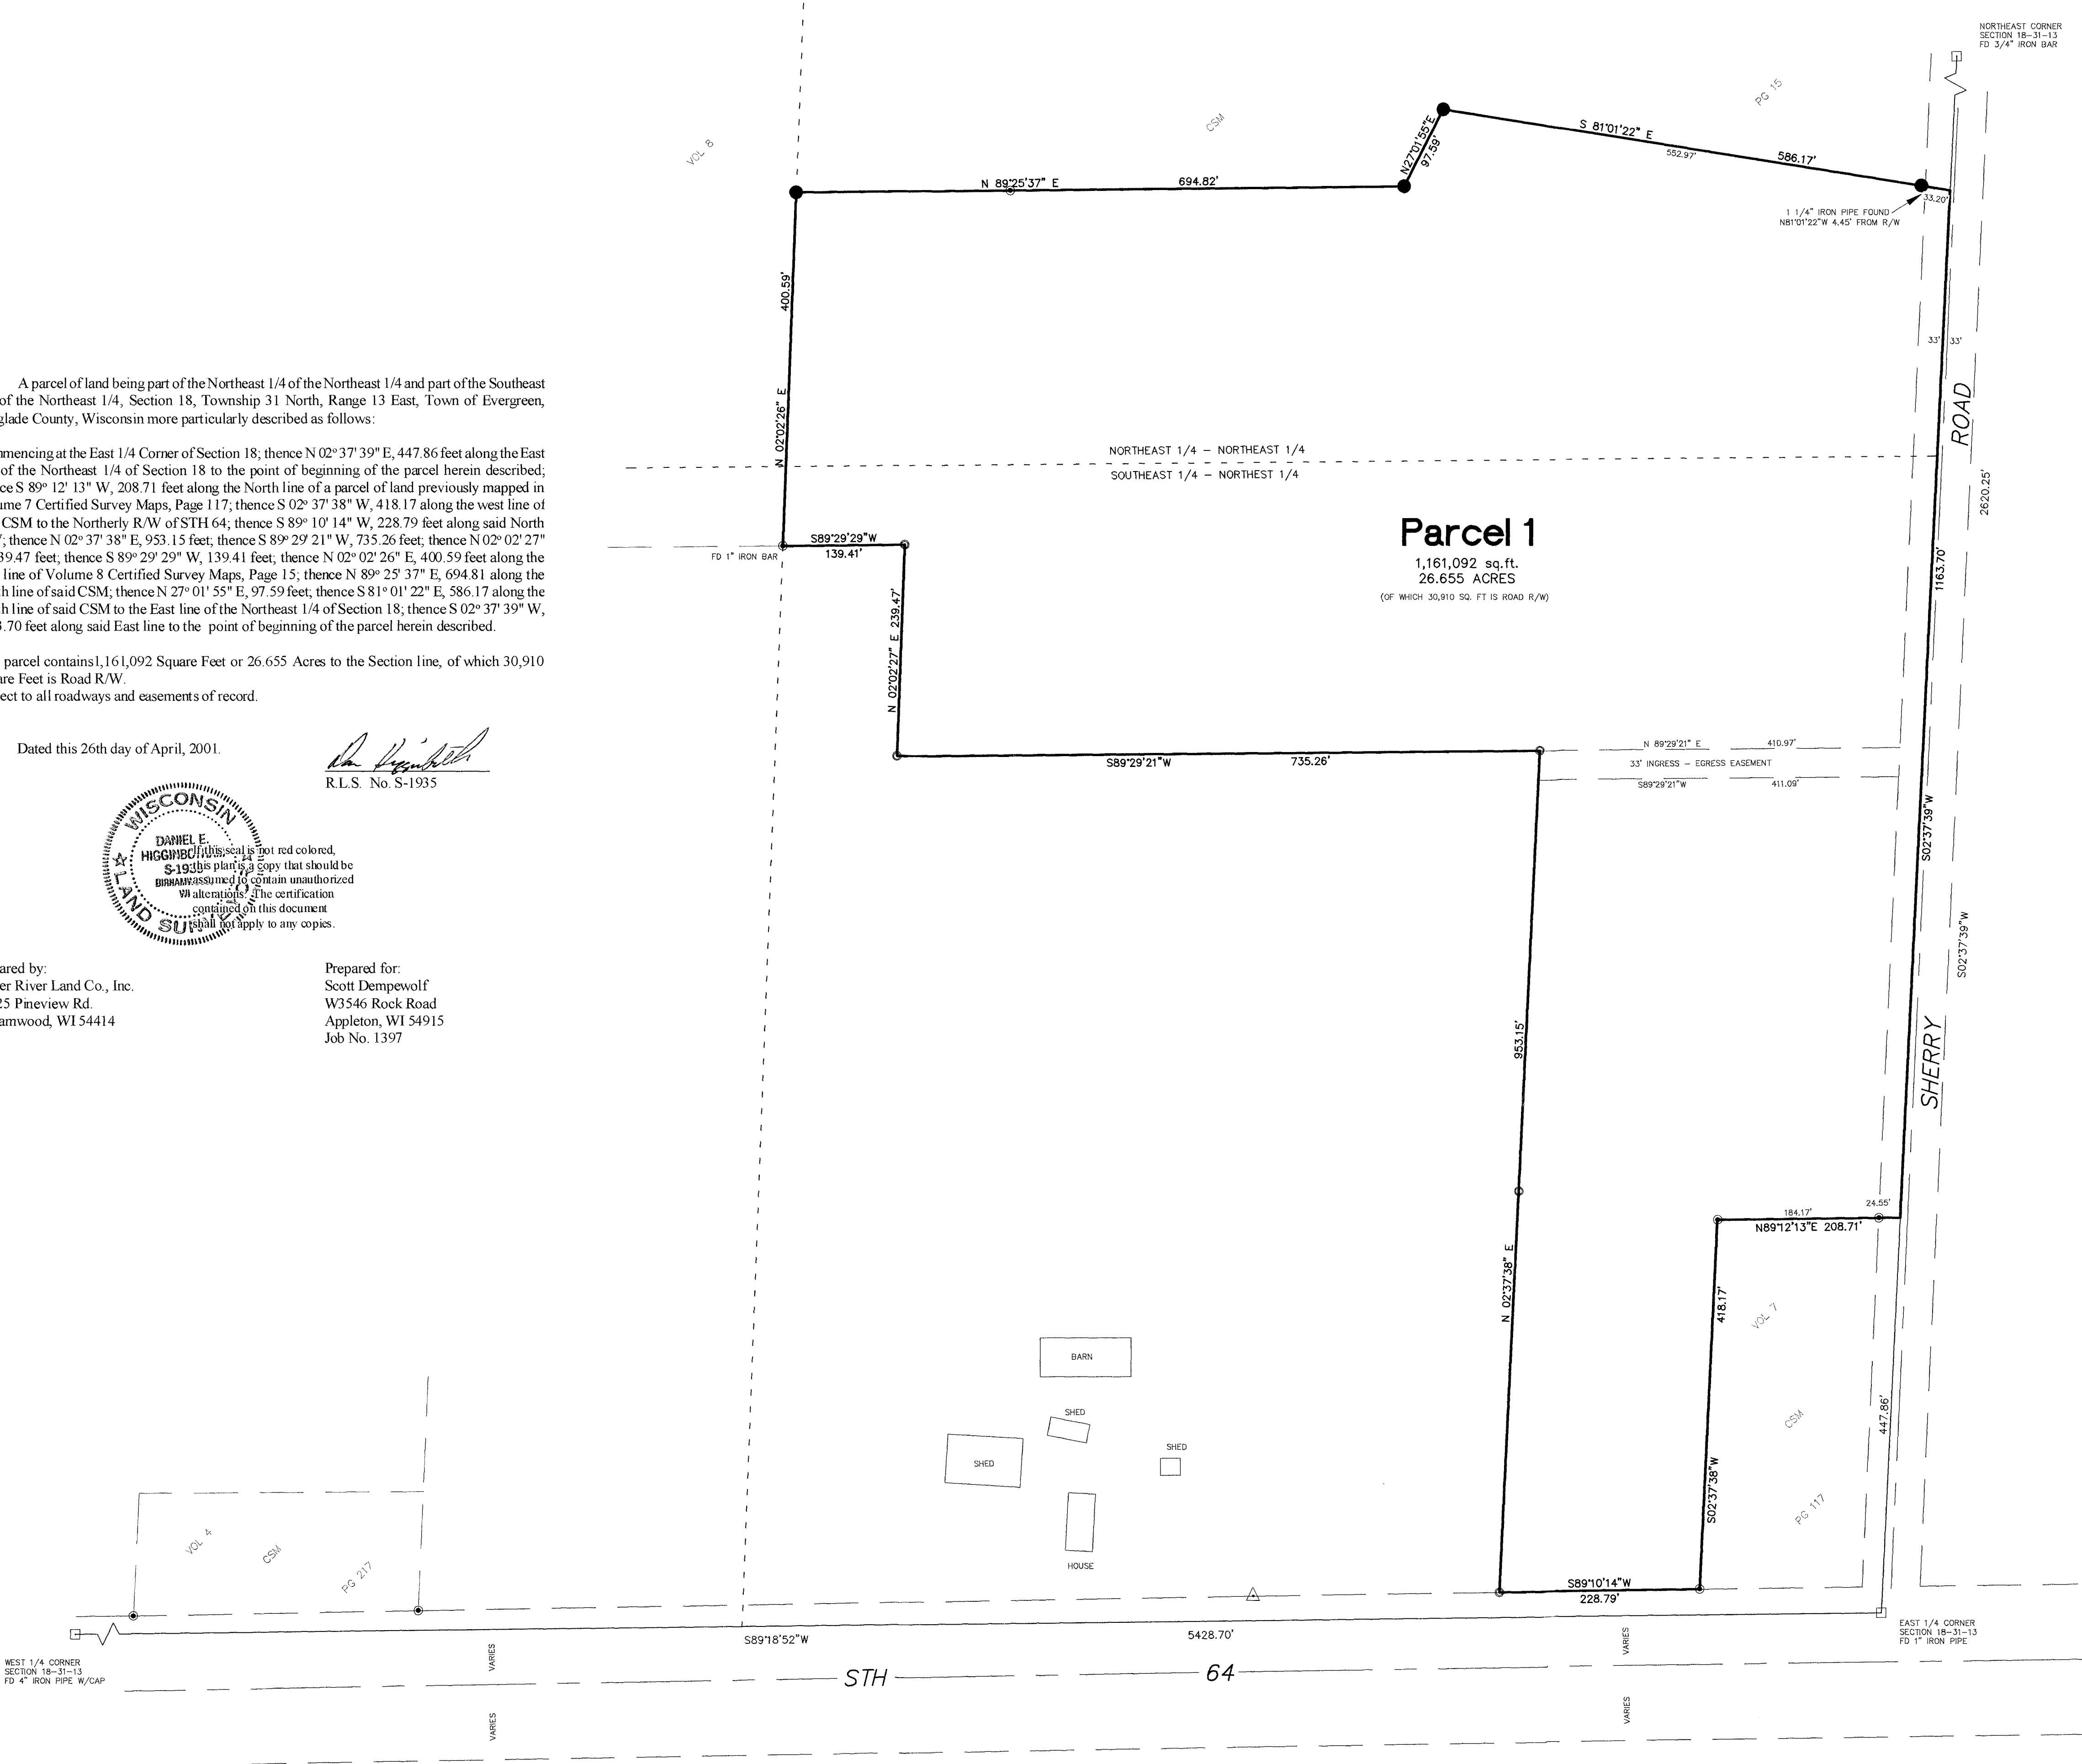 A parcel of land being part of the Northeast 1/4 of the Northeast 1/4 and part of the Southeast
of the Northeast 1/4, Section 18, Township 31 North, Range 13 East, Town of Evergreen,
glade County, Wisconsin more particularly described as follows:
mencing at the East 1/4 Corner of Section 18; thence N 02º 37' 39" E, 447.86 feet along the East
of the Northeast 1/4 of Section 18 to the point of beginning of the parcel herein described;
ce S 89º 12' 13" W, 208.71 feet along the North line of a parcel of land previously mapped in
ume 7 Certified Survey Maps, Page 117; thence S 02º 37' 38" W, 418.17 along the west line of
CSM to the Northerly R/W of STH 64; thence S 89º 10' 14" W, 228.79 feet along said North
; thence N 02º 37' 38" E, 953.15 feet; thence S 89º 29' 21" W, 735.26 feet; thence N 02º 02' 27"
39.47 feet; thence S 89º 29' 29" W, 139.41 feet; thence N 02º 02' 26" E, 400.59 feet along the
line of Volume 8 Certified Survey Maps, Page 15; thence N 89º 25' 37" E, 694.81 along the
h line of said CSM; thence N 27º 01' 55" E, 97.59 feet; thence S 81º 01' 22" E, 586.17 along the
h line of said CSM to the East line of the Northeast 1/4 of Section 18; thence S 02º 37' 39" W,
.70 feet along said East line to the point of beginning of the parcel herein described.
parcel contains1,161,092 Square Feet or 26.655 Acres to the Section line, of which 30,910
are Feet is Road R/W.
ect to all roadways and easements of record.
Dated this 26th day of April, 2001.
R.L.S. No. S-1935
WISCONSIN
DANIEL E.
LAND
If this seal is not red colored,
this plan is a copy that should be
assumed to contain unauthorized
alterations. The certification
contained on this document
shall not apply to any copies.
ared by:
er River Land Co., Inc.
25 Pineview Rd.
amwood, WI 54414
Prepared for:
Scott Dempewolf
W3546 Rock Road
Appleton, WI 54915
Job No. 1397
NORTHEAST CORNER
SECTION 18-31-13
FD 3/4" IRON BAR
VOL 8
CSM
PG 15
N 89°25'37" E 694.82'
N27°01'55"E
97.59'
S 81°01'22" E
552.97'
586.17'
33.20'
1 1/4" IRON PIPE FOUND
N81°01'22"W 4.45' FROM R/W
400.59'
N 02°02'26" E
33' 33'
ROAD
NORTHEAST 1/4 - NORTHEAST 1/4
SOUTHEAST 1/4 - NORTHEST 1/4
2620.25'
Parcel 1
1,161,092 sq.ft.
26.655 ACRES
(OF WHICH 30,910 SQ. FT IS ROAD R/W)
FD 1" IRON BAR
S89°29'29"W
139.41'
1163.70'
N 02°02'27" E 239.47'
S89°29'21"W 735.26'
N 89°29'21" E 410.97'
33' INGRESS - EGRESS EASEMENT
S89°29'21"W 411.09'
S02°37'39"W
S02°37'39"W
953.15'
SHERRY
24.55'
184.17'
N89°12'13"E 208.71'
N 02°37'38" E
418.17'
VOL 7
CSM
PG 117
447.86'
S02°37'38"W
BARN
SHED
SHED
SHED
HOUSE
VOL 4
CSM
PG 217
S89°10'14"W
228.79'
S89°18'52"W
5428.70'
EAST 1/4 CORNER
SECTION 18-31-13
FD 1" IRON PIPE
WEST 1/4 CORNER
SECTION 18-31-13
FD 4" IRON PIPE W/CAP
VARIES
VARIES
STH 64
VARIES
VARIES